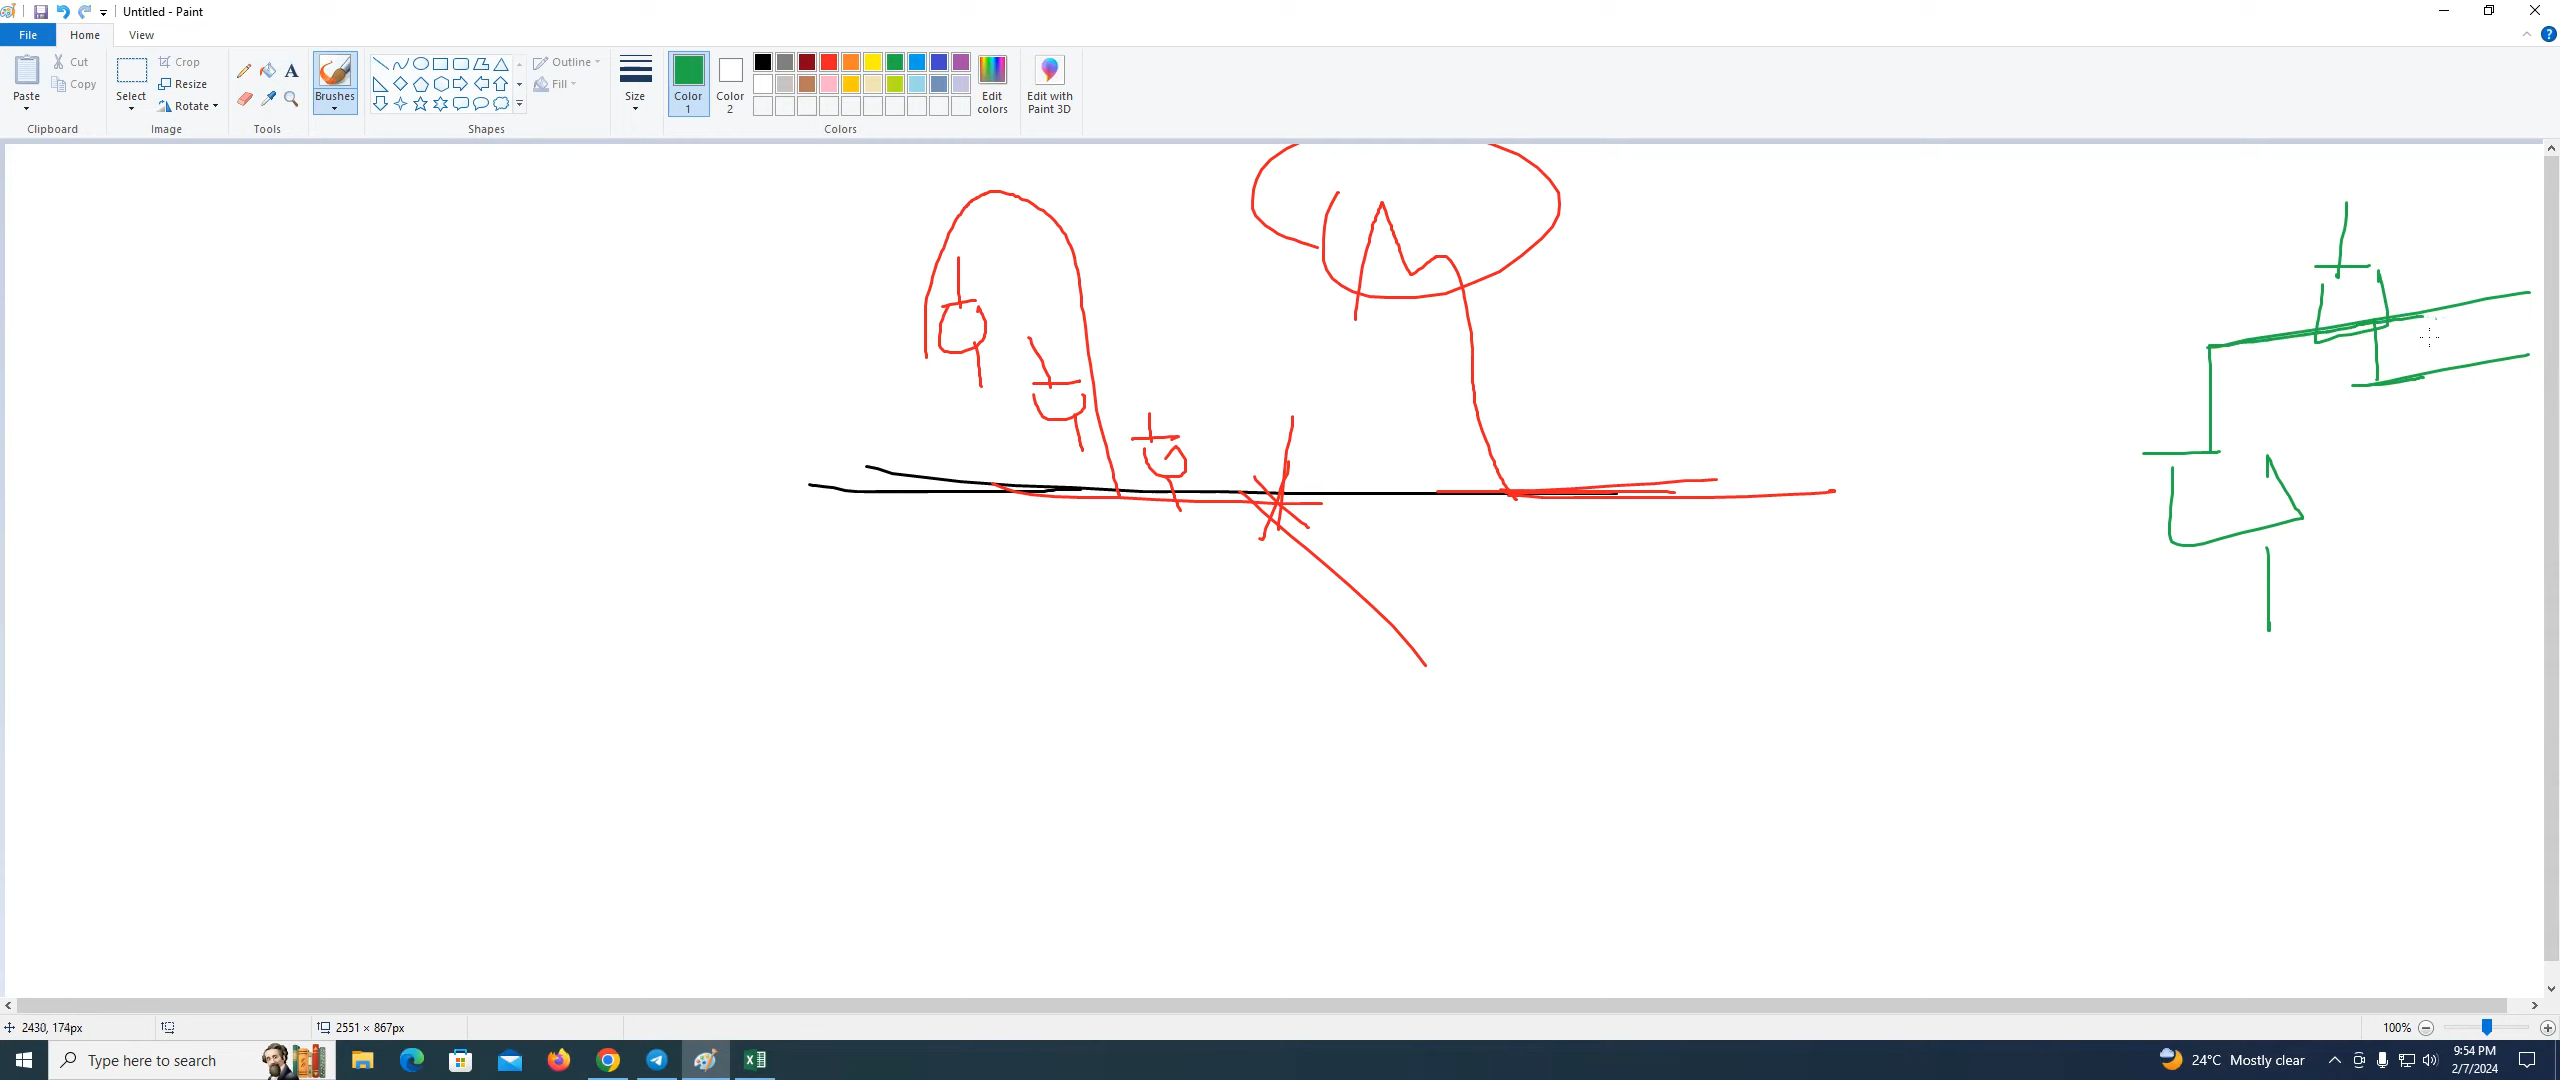 Untitled - Paint
File
Home
View
Paste
Cut
Copy
Clipboard
Select
Crop
Resize
Rotate
Image
Tools
Brushes
Shapes
Outline
Fill
Size
Color 1
Color 2
Colors
Edit colors
Edit with Paint 3D
2430, 174px
2551 × 867px
100%
Type here to search
24°C Mostly clear
9:54 PM
2/7/2024